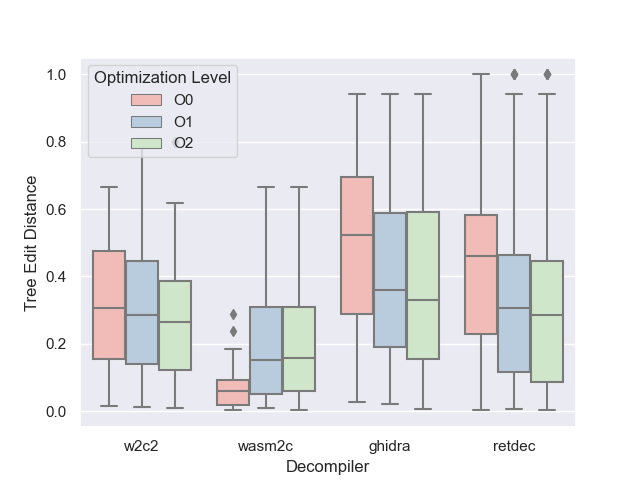 Optimization Level
O0
O1
O2
1.0
0.8
0.6
0.4
0.2
0.0
Tree Edit Distance
w2c2 wasm2c ghidra retdec
Decompiler